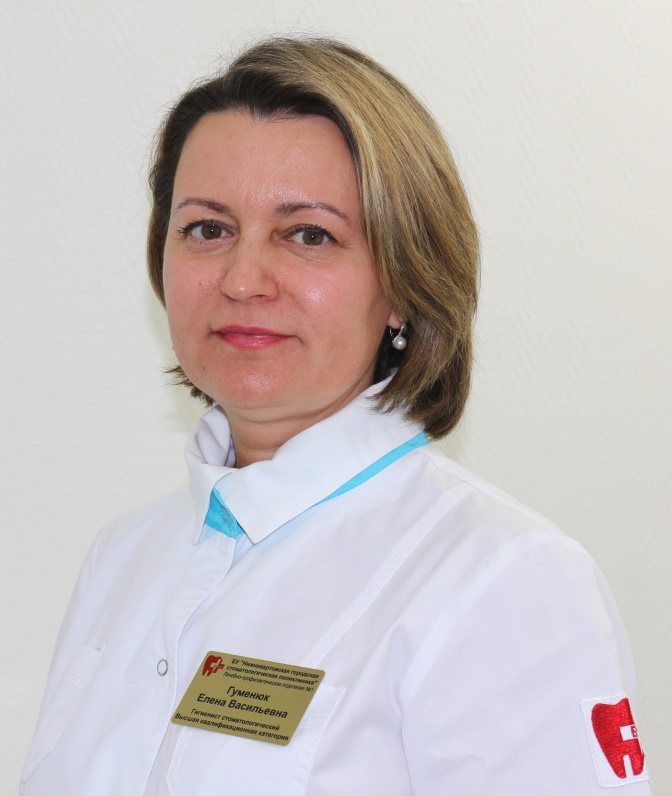 БУ "Нижневартовская городская
стоматологическая поликлиника"
Лечебно-профилактическое отделение №1
Гуменюк
Елена Васильевна
Гигиенист стоматологический
Высшая квалификационная категория